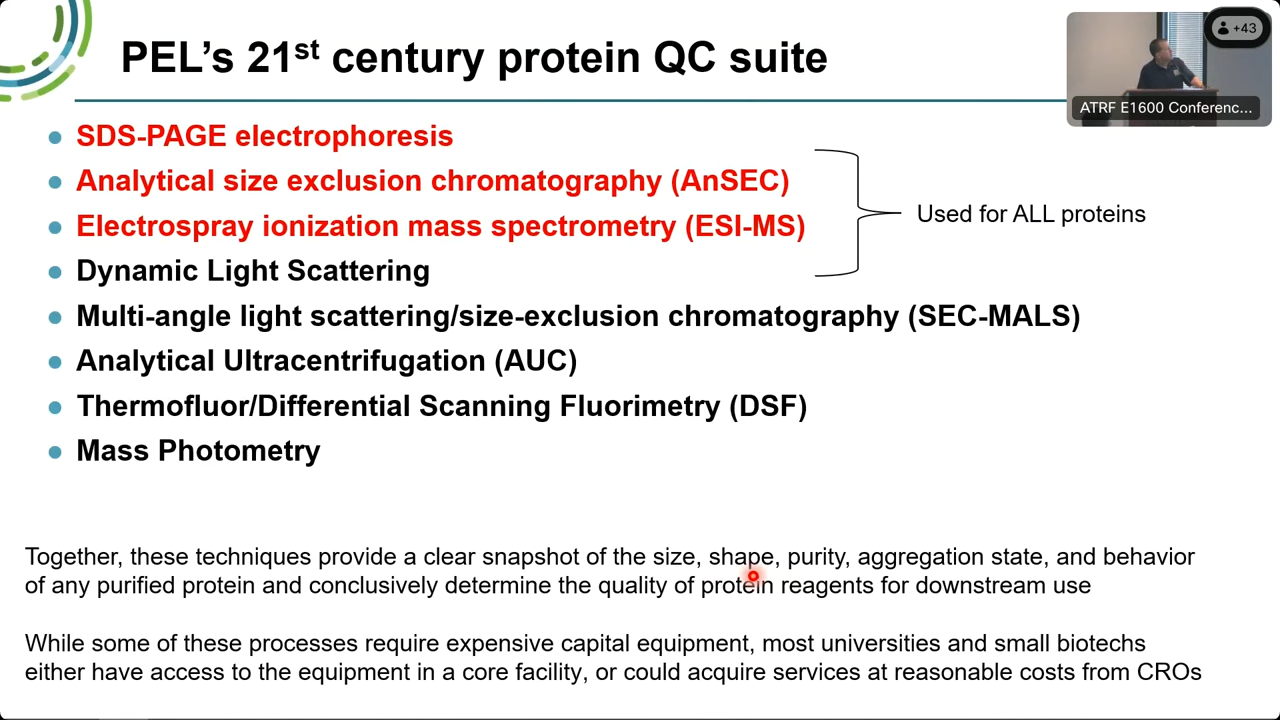 PEL's 21st century protein QC suite
+43
ATRF E1600 Conferenc...
SDS-PAGE electrophoresis
Analytical size exclusion chromatography (AnSEC)
Electrospray ionization mass spectrometry (ESI-MS)
Used for ALL proteins
Dynamic Light Scattering
Multi-angle light scattering/size-exclusion chromatography (SEC-MALS)
Analytical Ultracentrifugation (AUC)
Thermofluor/Differential Scanning Fluorimetry (DSF)
Mass Photometry
Together, these techniques provide a clear snapshot of the size, shape, purity, aggregation state, and behavior
of any purified protein and conclusively determine the quality of protein reagents for downstream use
While some of these processes require expensive capital equipment, most universities and small biotechs
either have access to the equipment in a core facility, or could acquire services at reasonable costs from CROs